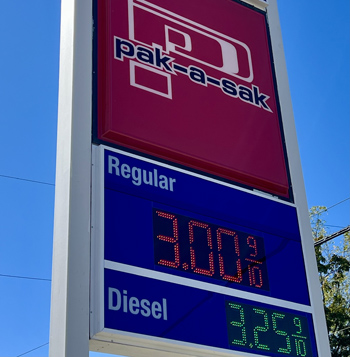 pak-a-sak
Regular
3.00 9/10
Diesel
3.25 9/10